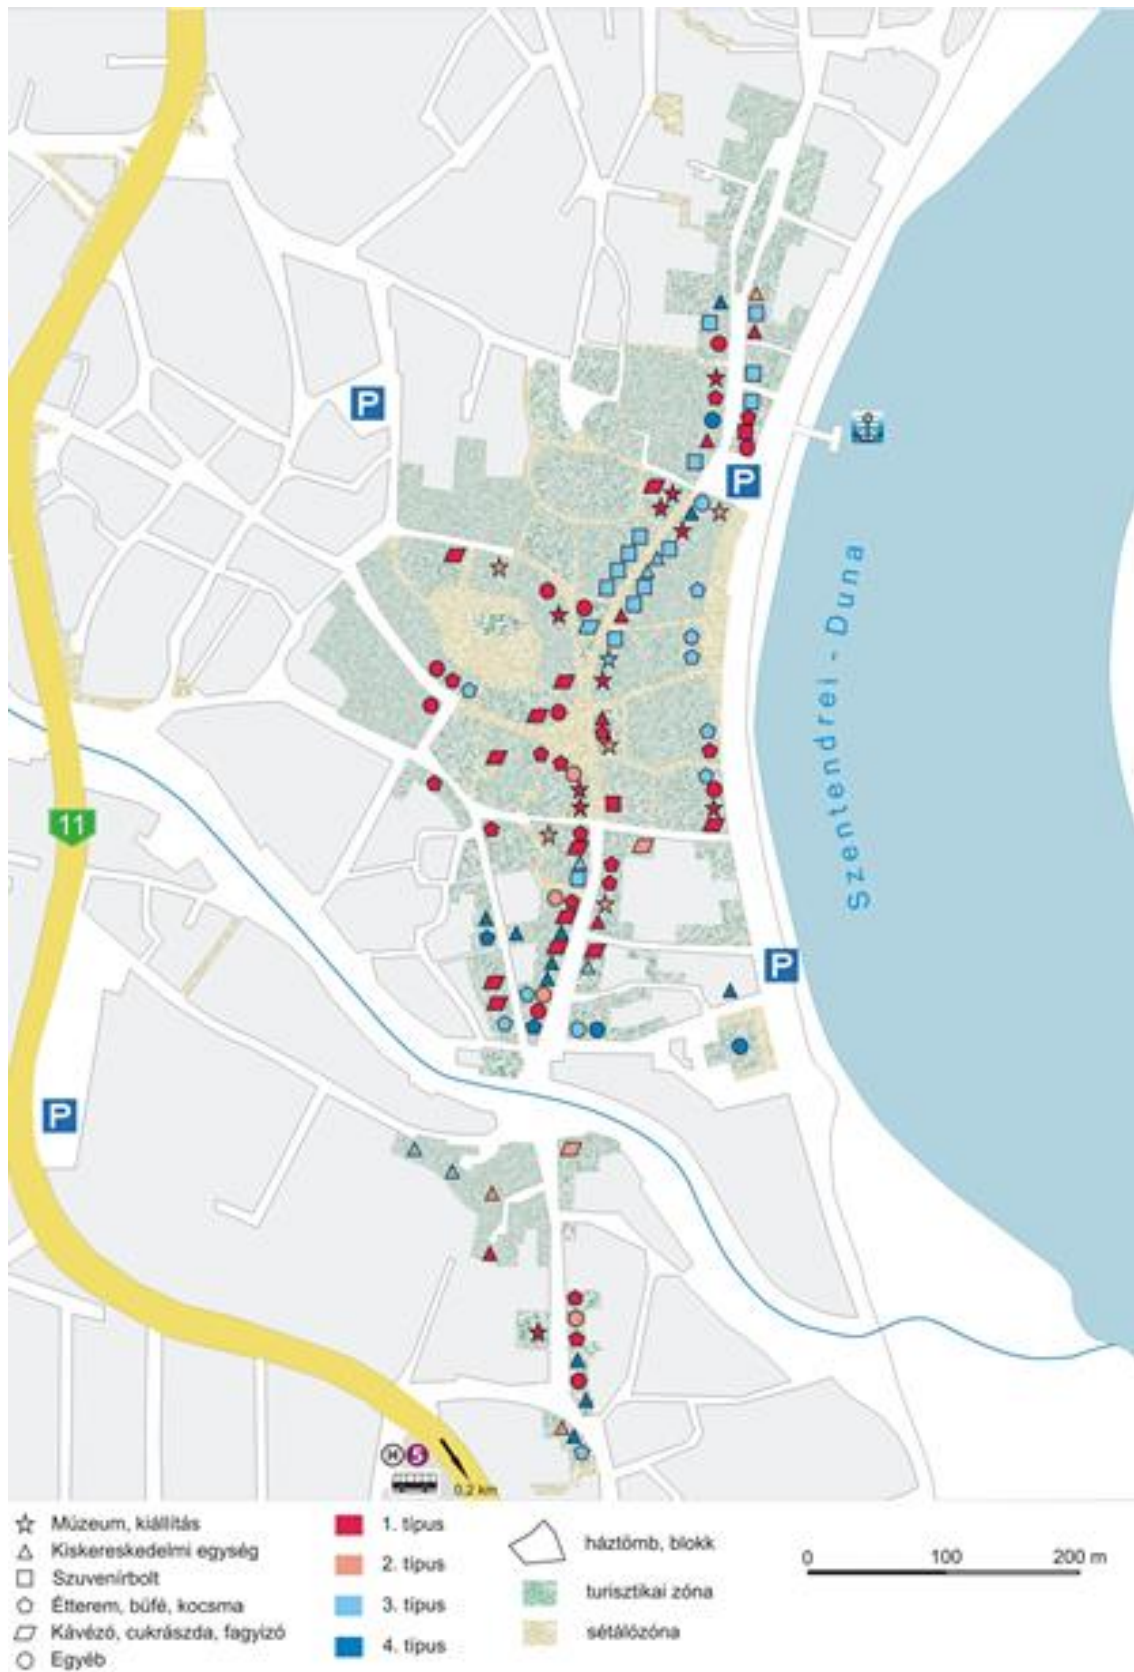 P
P
Szentendrei - Duna
11
P
P
H 5
0,2 km
Múzeum, kiállítás
Kiskereskedelmi egység
Szuvenírbolt
Étterem, büfé, kocsma
Kávézó, cukrászda, fagyizó
Egyéb
1. típus
2. típus
3. típus
4. típus
háztömb, blokk
turisztikai zóna
sétálózóna
0 100 200 m